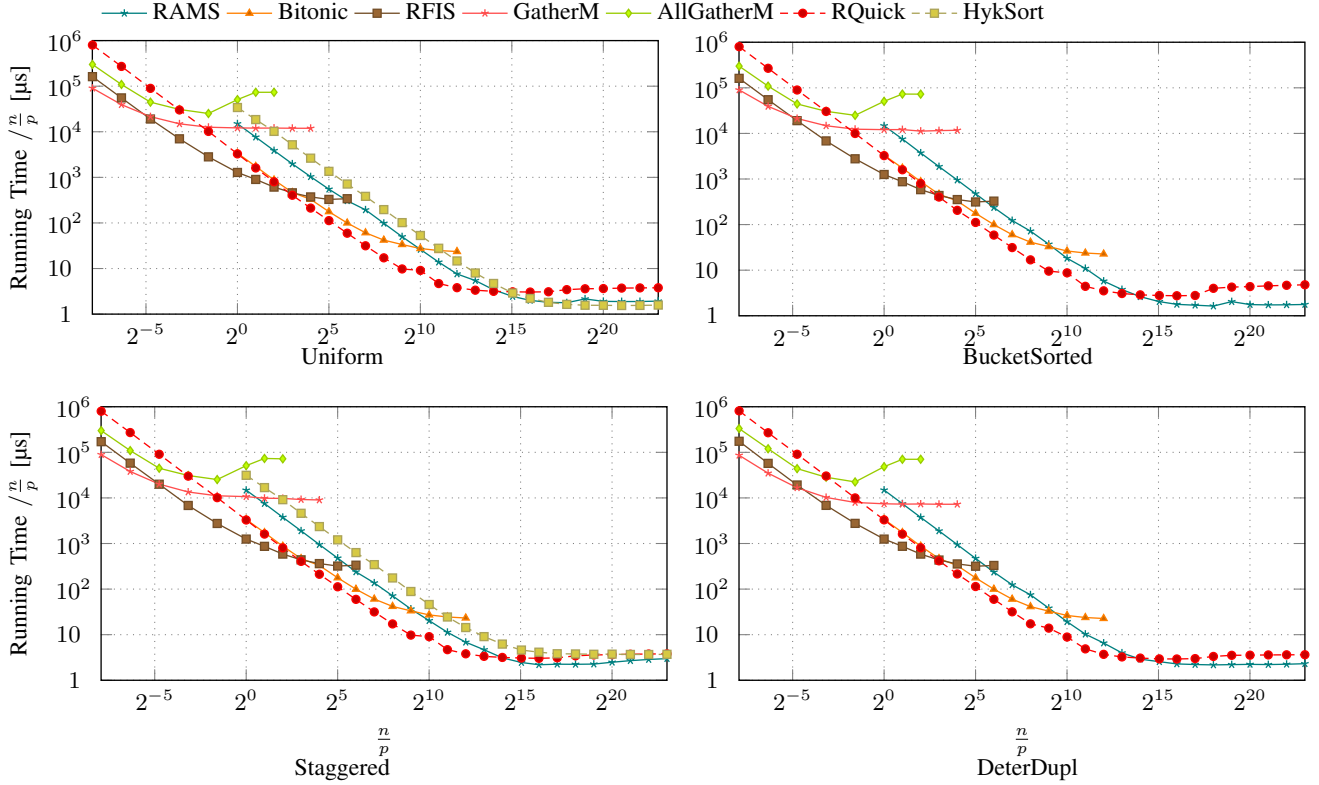 RAMS Bitonic RFIS GatherM AllGatherM RQuick HykSort
Running Time / n/p [µs]
10^6
10^5
10^4
10^3
10^2
10
1
2^−5 2^0 2^5 2^10 2^15 2^20
Uniform
10^6
10^5
10^4
10^3
10^2
10
1
2^−5 2^0 2^5 2^10 2^15 2^20
BucketSorted
Running Time / n/p [µs]
10^6
10^5
10^4
10^3
10^2
10
1
2^−5 2^0 2^5 2^10 2^15 2^20
n/p
Staggered
10^6
10^5
10^4
10^3
10^2
10
1
2^−5 2^0 2^5 2^10 2^15 2^20
n/p
DeterDupl